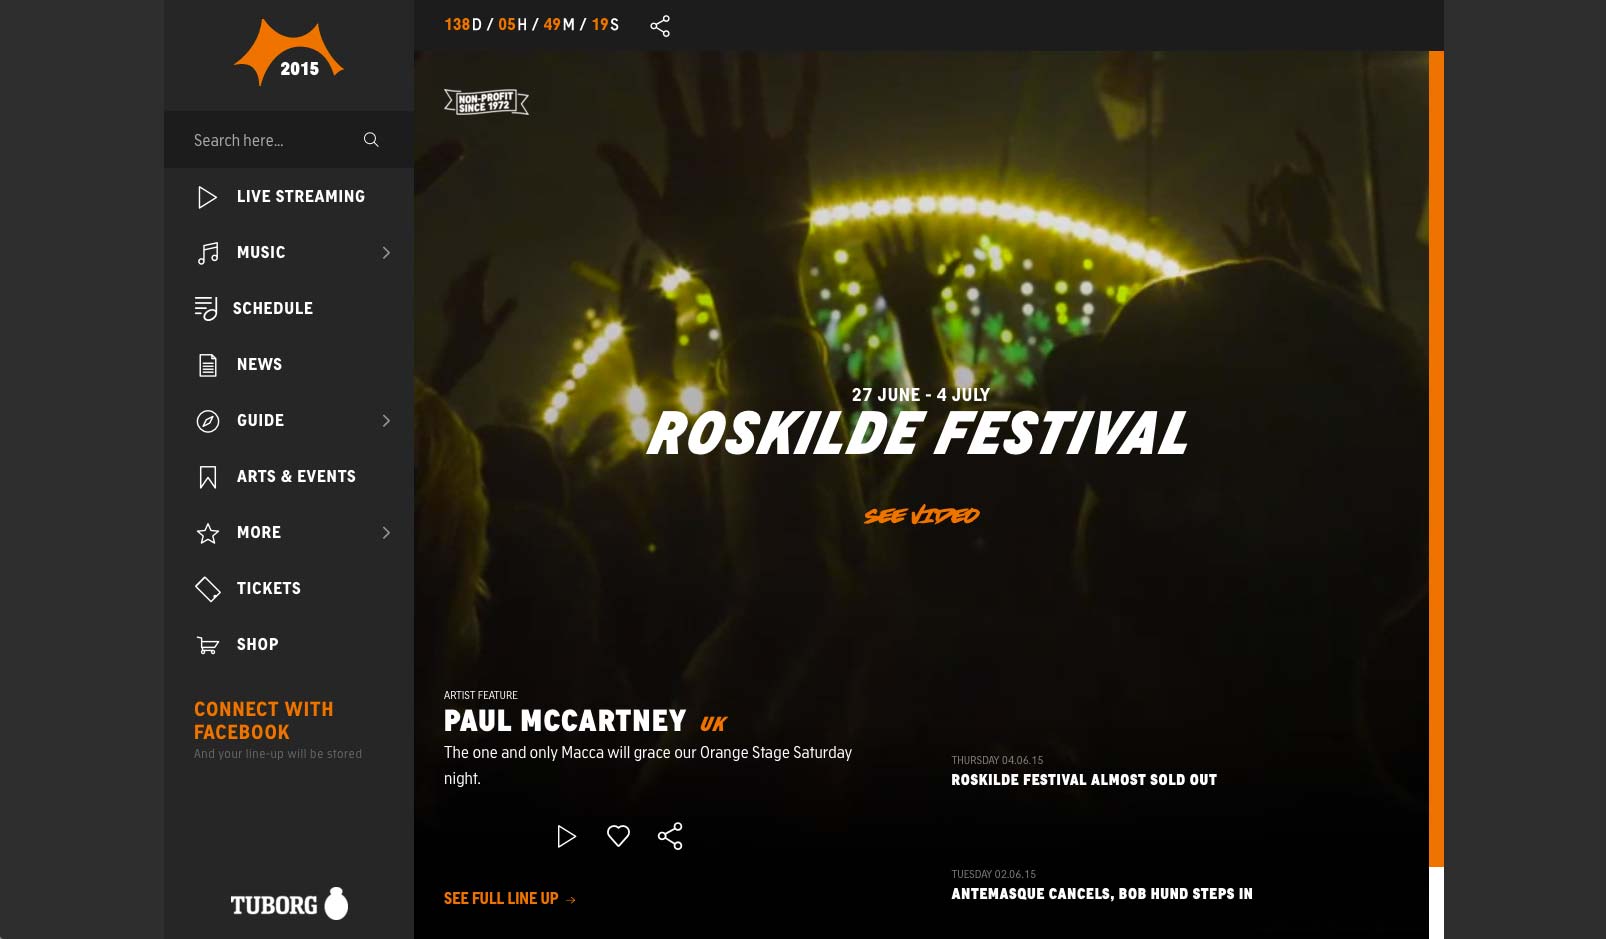 2015
Search here...
LIVE STREAMING
MUSIC
SCHEDULE
NEWS
GUIDE
ARTS & EVENTS
MORE
TICKETS
SHOP
CONNECT WITH
FACEBOOK
And your line-up will be stored
TUBORG
138D / 05H / 49M / 19S
NON-PROFIT
SINCE 1972
27 JUNE - 4 JULY
ROSKILDE FESTIVAL
SEE VIDEO
ARTIST FEATURE
PAUL MCCARTNEY UK
The one and only Macca will grace our Orange Stage Saturday
night.
SEE FULL LINE UP →
THURSDAY 04.06.15
ROSKILDE FESTIVAL ALMOST SOLD OUT
TUESDAY 02.06.15
ANTEMASQUE CANCELS, BOB HUND STEPS IN